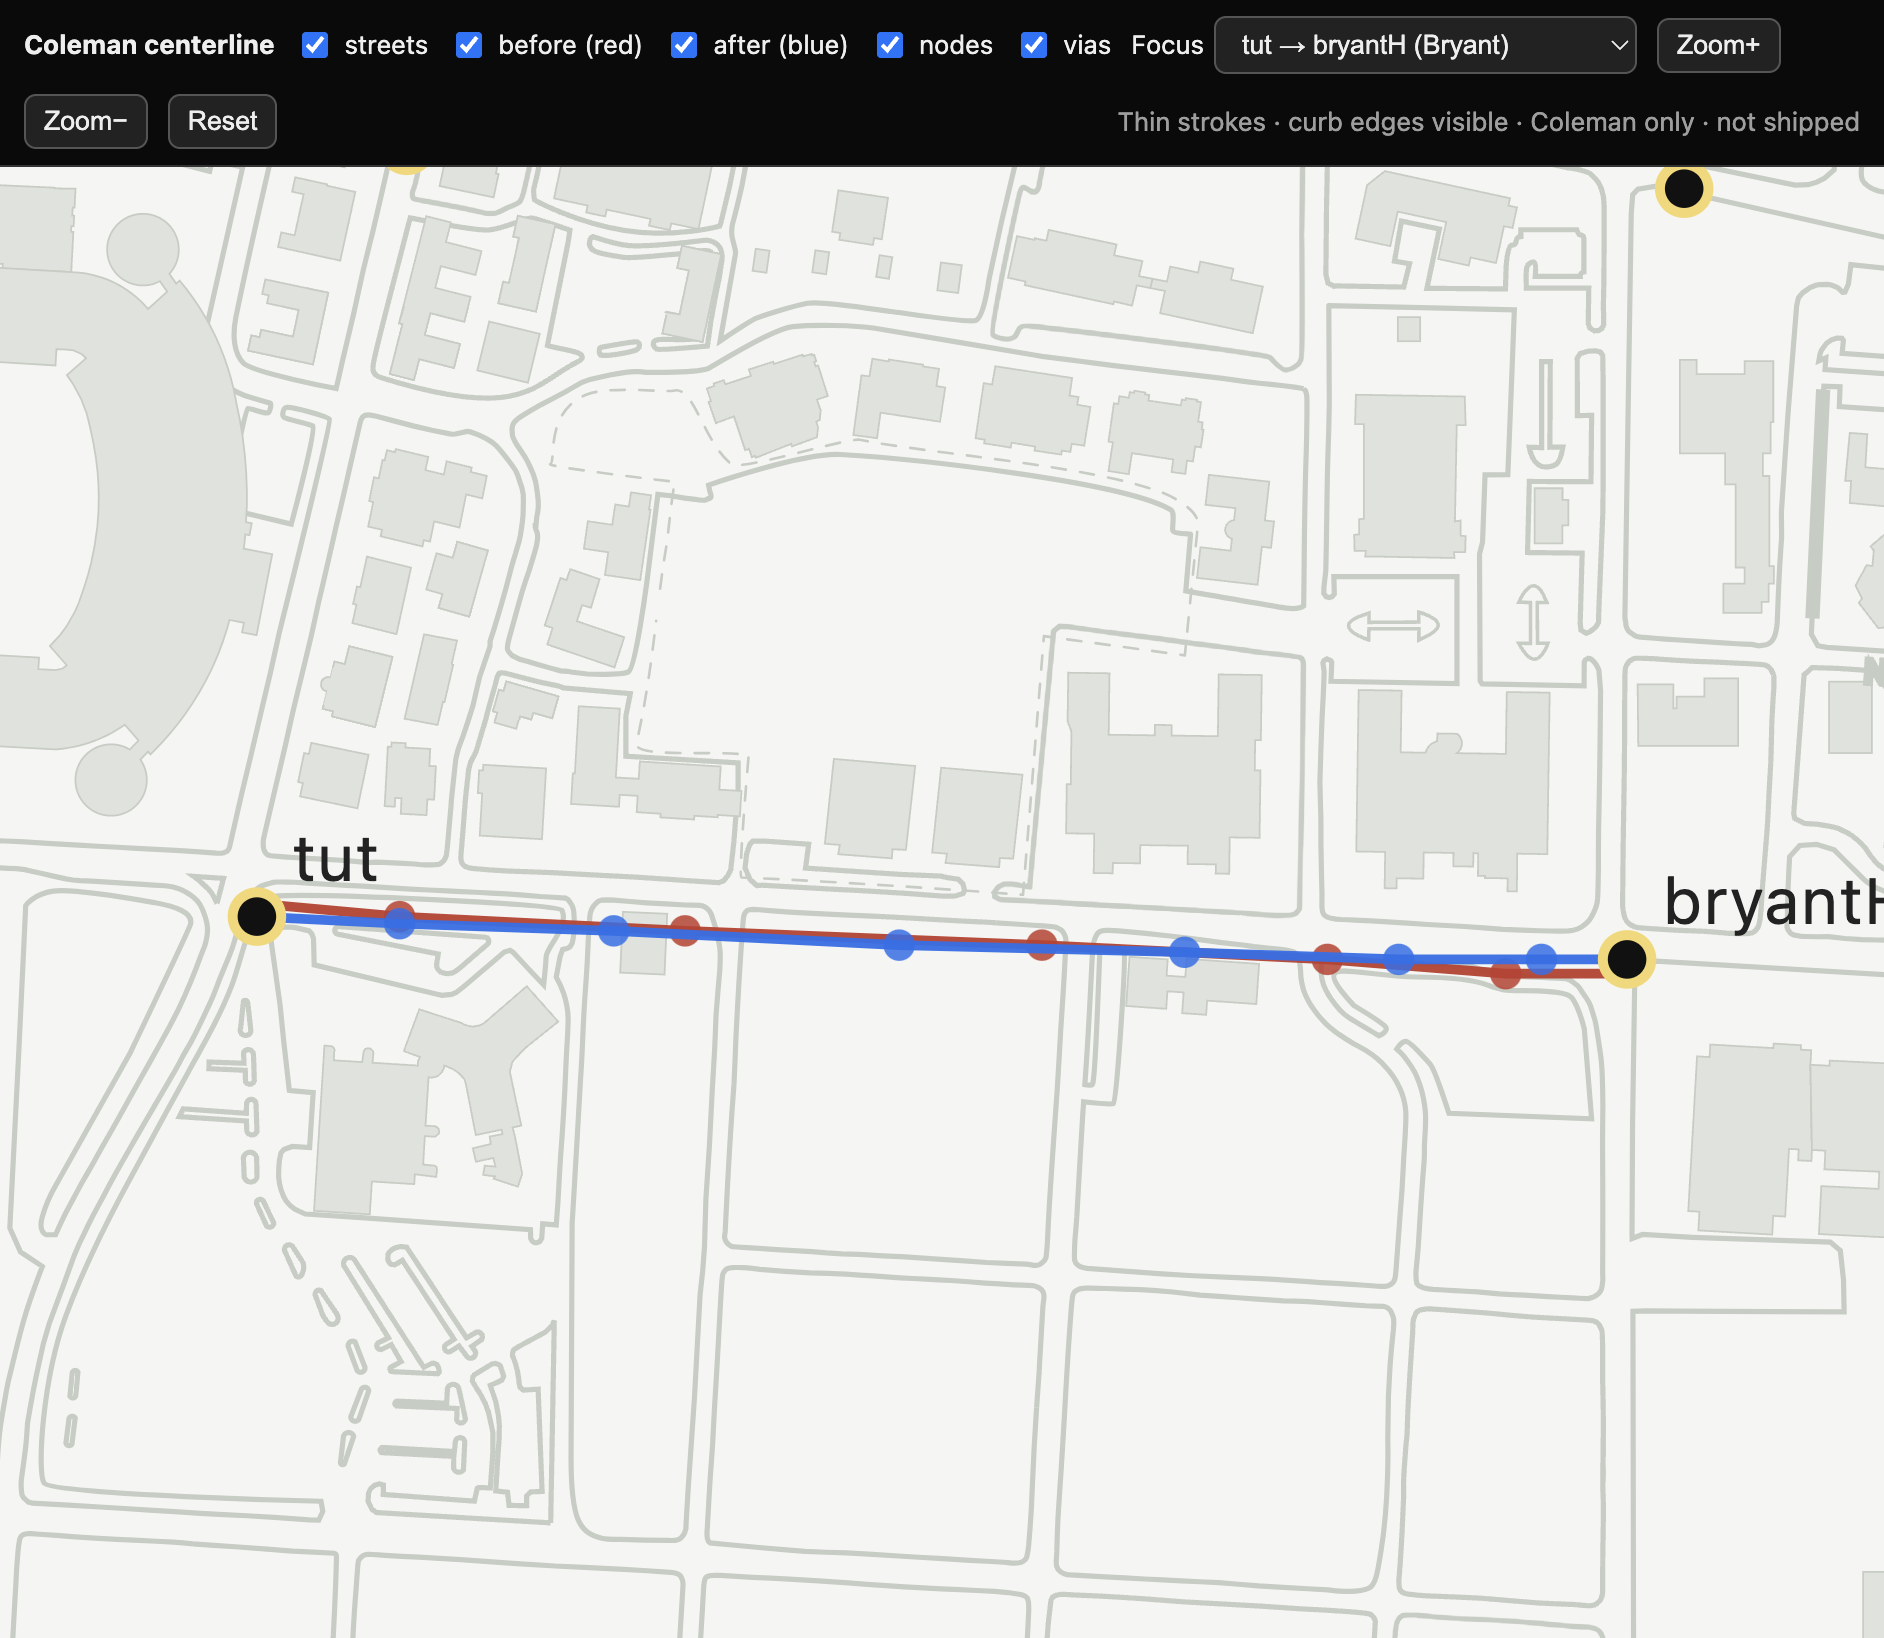 Coleman centerline streets before (red) after (blue) nodes vias Focus tut → bryantH (Bryant) Zoom+
Zoom− Reset Thin strokes · curb edges visible · Coleman only · not shipped
tut
bryantH
N